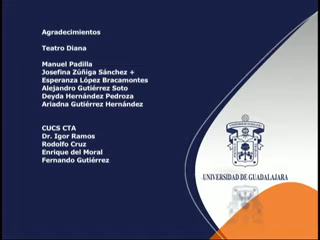 Agradecimientos
Teatro Diana
Manuel Padilla
Josefina Zúñiga Sánchez +
Esperanza López Bracamontes
Alejandro Gutiérrez Soto
Deyda Hernández Pedroza
Ariadna Gutiérrez Hernández
CUCS CTA
Dr. Igor Ramos
Rodolfo Cruz
Enrique del Moral
Fernando Gutiérrez
UNIVERSIDAD DE GUADALAJARA